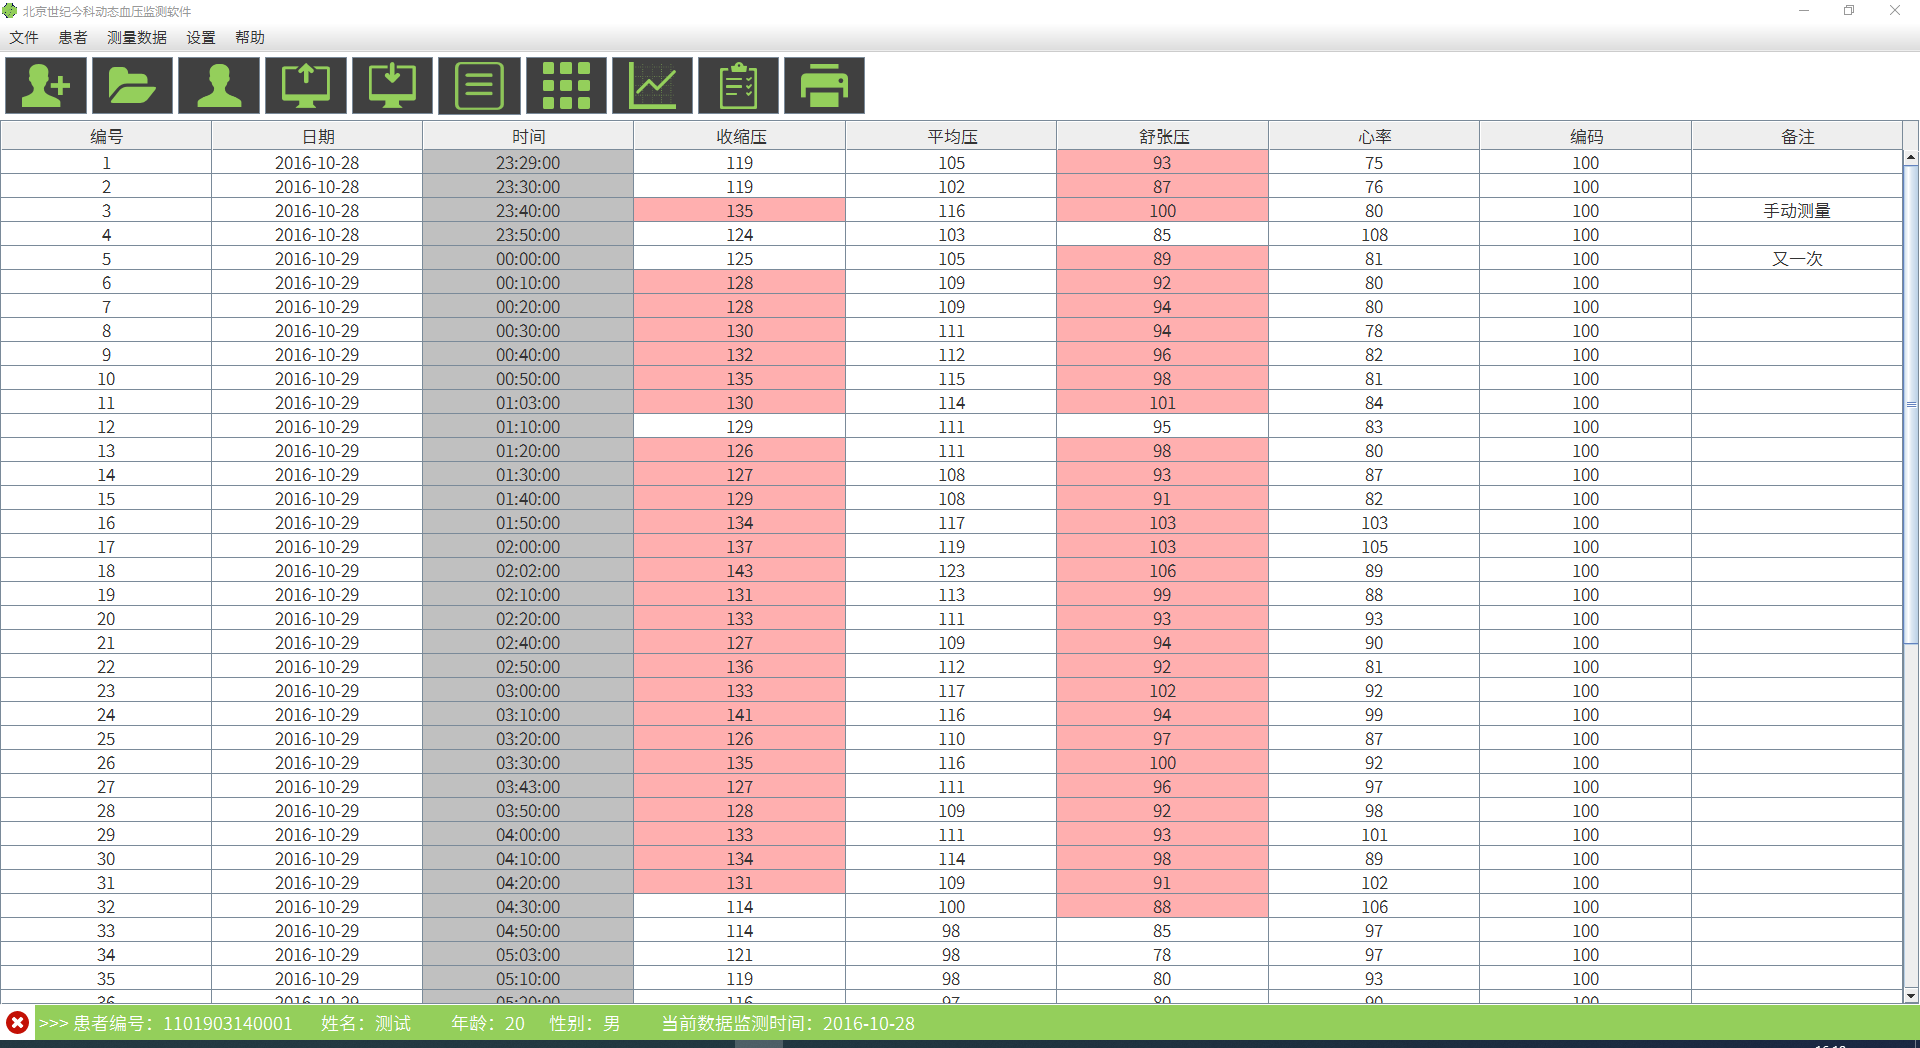 北京世纪今科动态血压监测软件
文件 患者 测量数据 设置 帮助
编号 日期 时间 收缩压 平均压 舒张压 心率 编码 备注
1 2016-10-28 23:29:00 119 105 93 75 100
2 2016-10-28 23:30:00 119 102 87 76 100
3 2016-10-28 23:40:00 135 116 100 80 100 手动测量
4 2016-10-28 23:50:00 124 103 85 108 100
5 2016-10-29 00:00:00 125 105 89 81 100 又一次
6 2016-10-29 00:10:00 128 109 92 80 100
7 2016-10-29 00:20:00 128 109 94 80 100
8 2016-10-29 00:30:00 130 111 94 78 100
9 2016-10-29 00:40:00 132 112 96 82 100
10 2016-10-29 00:50:00 135 115 98 81 100
11 2016-10-29 01:03:00 130 114 101 84 100
12 2016-10-29 01:10:00 129 111 95 83 100
13 2016-10-29 01:20:00 126 111 98 80 100
14 2016-10-29 01:30:00 127 108 93 87 100
15 2016-10-29 01:40:00 129 108 91 82 100
16 2016-10-29 01:50:00 134 117 103 103 100
17 2016-10-29 02:00:00 137 119 103 105 100
18 2016-10-29 02:02:00 143 123 106 89 100
19 2016-10-29 02:10:00 131 113 99 88 100
20 2016-10-29 02:20:00 133 111 93 93 100
21 2016-10-29 02:40:00 127 109 94 90 100
22 2016-10-29 02:50:00 136 112 92 81 100
23 2016-10-29 03:00:00 133 117 102 92 100
24 2016-10-29 03:10:00 141 116 94 99 100
25 2016-10-29 03:20:00 126 110 97 87 100
26 2016-10-29 03:30:00 135 116 100 92 100
27 2016-10-29 03:43:00 127 111 96 97 100
28 2016-10-29 03:50:00 128 109 92 98 100
29 2016-10-29 04:00:00 133 111 93 101 100
30 2016-10-29 04:10:00 134 114 98 89 100
31 2016-10-29 04:20:00 131 109 91 102 100
32 2016-10-29 04:30:00 114 100 88 106 100
33 2016-10-29 04:50:00 114 98 85 97 100
34 2016-10-29 05:03:00 121 98 78 97 100
35 2016-10-29 05:10:00 119 98 80 93 100
36 2016-10-29 05:20:00 116 97 80 90 100
>>> 患者编号：1101903140001 姓名：测试 年龄：20 性别：男 当前数据监测时间：2016-10-28